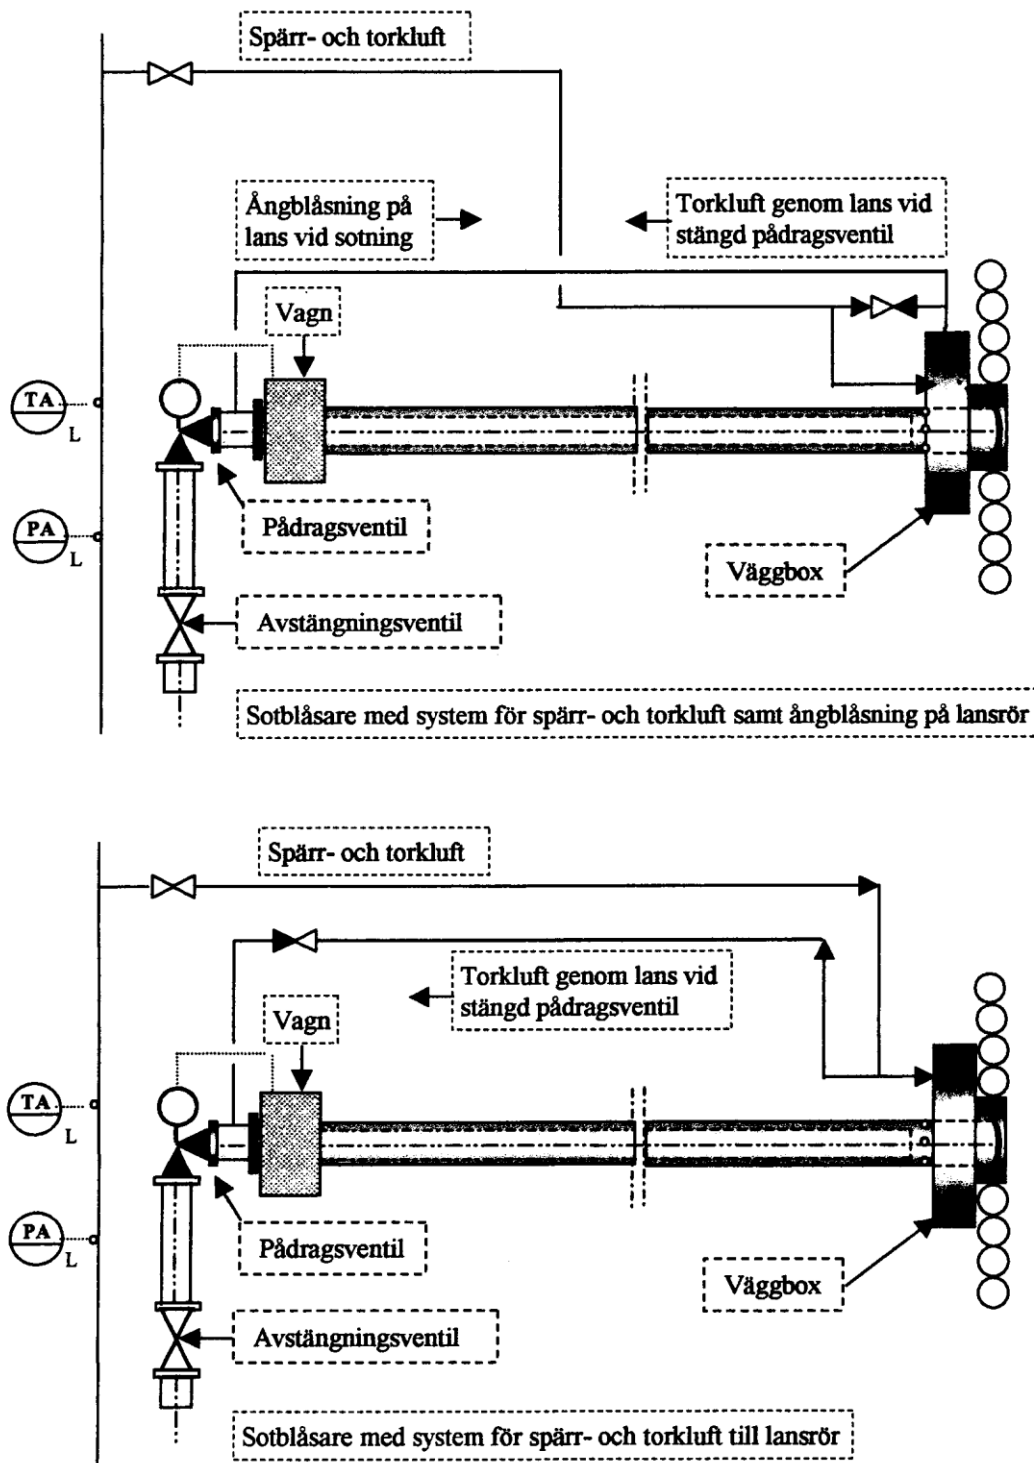 Spärr- och torkluft
Ångblåsning på
lans vid sotning
Torkluft genom lans vid
stängd pådragsventil
Vagn
TA
L
Pådragsventil
PA
L
Väggbox
Avstängningsventil
Sotblåsare med system för spärr- och torkluft samt ångblåsning på lansrör
Spärr- och torkluft
Torkluft genom lans vid
stängd pådragsventil
Vagn
TA
L
Pådragsventil
PA
L
Väggbox
Avstängningsventil
Sotblåsare med system för spärr- och torkluft till lansrör